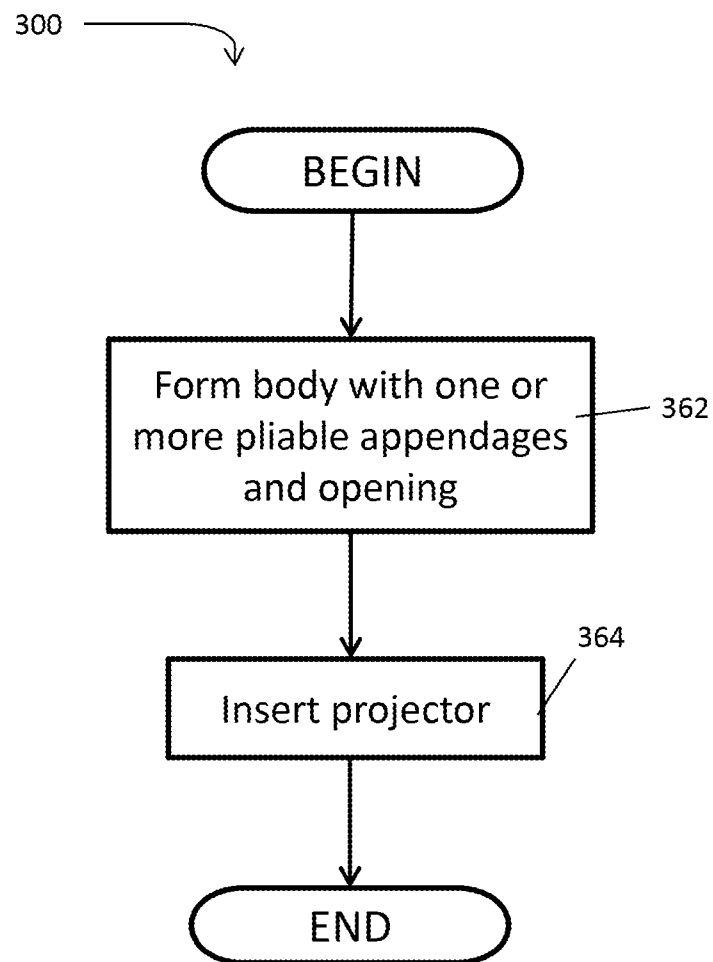 300
BEGIN
Form body with one or
more pliable appendages
and opening
362
364
Insert projector
END